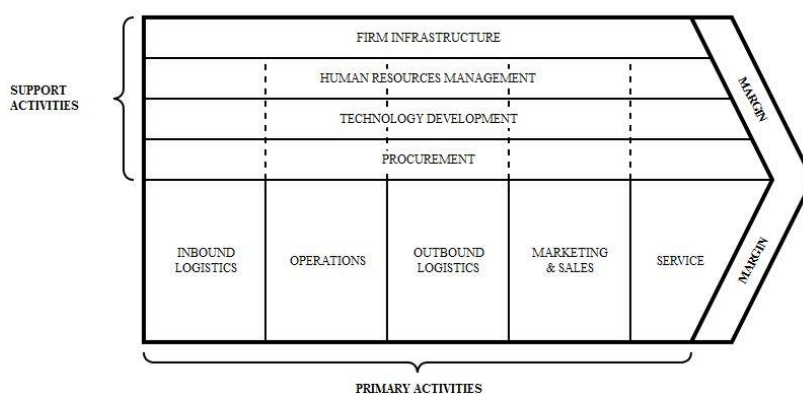 FIRM INFRASTRUCTURE
SUPPORT
ACTIVITIES
HUMAN RESOURCES MANAGEMENT
TECHNOLOGY DEVELOPMENT
PROCUREMENT
MARGIN
INBOUND
LOGISTICS
OPERATIONS
OUTBOUND
LOGISTICS
MARKETING
& SALES
SERVICE
MARGIN
PRIMARY ACTIVITIES